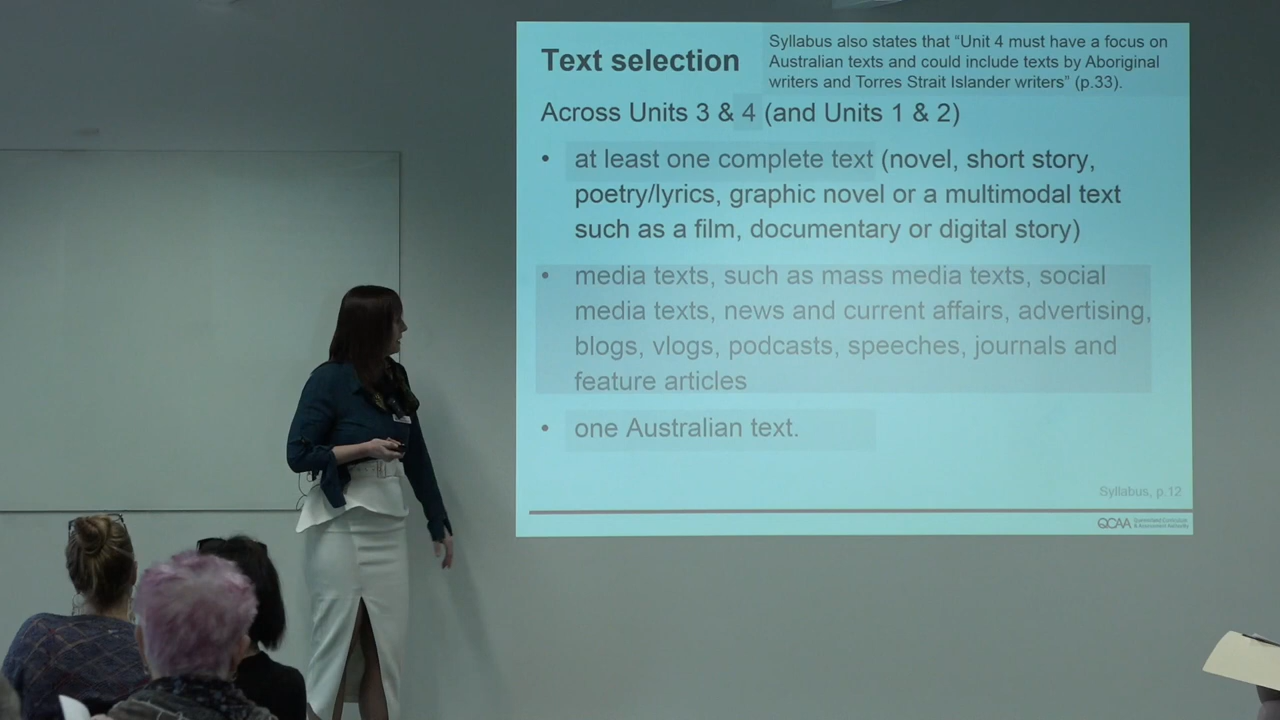 Text selection
Syllabus also states that “Unit 4 must have a focus on
Australian texts and could include texts by Aboriginal
writers and Torres Strait Islander writers” (p.33).
Across Units 3 & 4 (and Units 1 & 2)
• at least one complete text (novel, short story,
poetry/lyrics, graphic novel or a multimodal text
such as a film, documentary or digital story)
• media texts, such as mass media texts, social
media texts, news and current affairs, advertising,
blogs, vlogs, podcasts, speeches, journals and
feature articles
• one Australian text.
Syllabus, p.12
QCAA Queensland Curriculum
& Assessment Authority